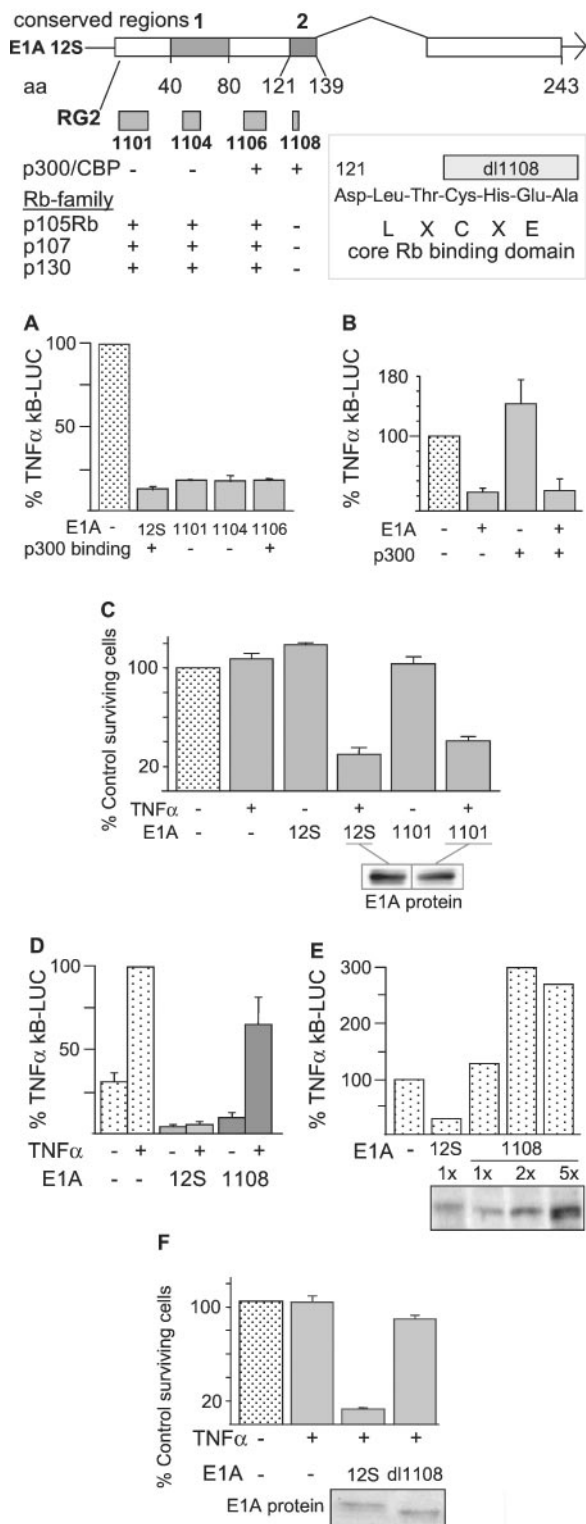 conserved regions 1 2
E1A 12S
aa 40 80 121 139 243
RG2
1101 1104 1106 1108
p300/CBP - - + +
Rb-family
p105Rb + + + -
p107 + + + -
p130 + + + -
121 dl1108
Asp-Leu-Thr-Cys-His-Glu-Ala
L X C X E
core Rb binding domain
A
% TNFα kB-LUC
100
50
E1A - 12S 1101 1104 1106
p300 binding + - - +
B
% TNFα kB-LUC
180
100
E1A - + - +
p300 - - + +
C
% Control surviving cells
100
20
TNFα - + - + - +
E1A - - 12S 12S 1101 1101
E1A protein
D
% TNFα kB-LUC
100
50
TNFα - + - + - +
E1A - - 12S 1108
E
% TNFα kB-LUC
300
200
100
E1A - 12S 1108
1x 1x 2x 5x
F
% Control surviving cells
100
20
TNFα - + + +
E1A - - 12S dl1108
E1A protein